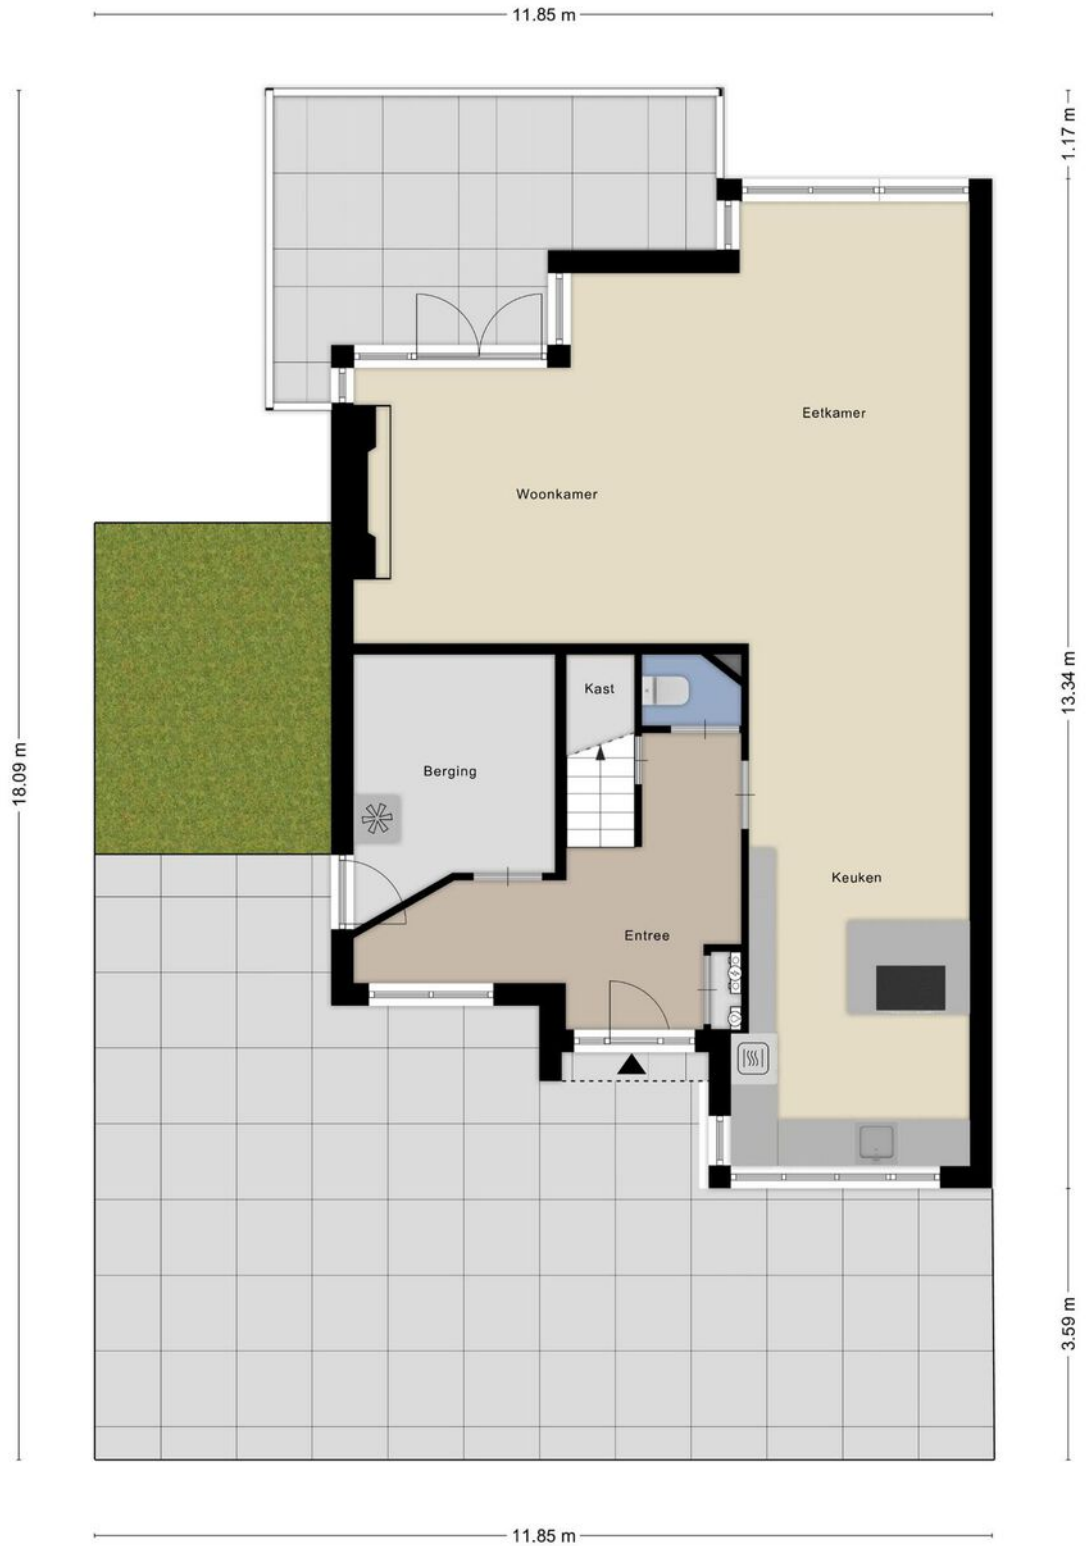 11.85 m
1.17 m
Eetkamer
Woonkamer
13.34 m
Kast
18.09 m
Berging
Keuken
Entree
3.59 m
11.85 m